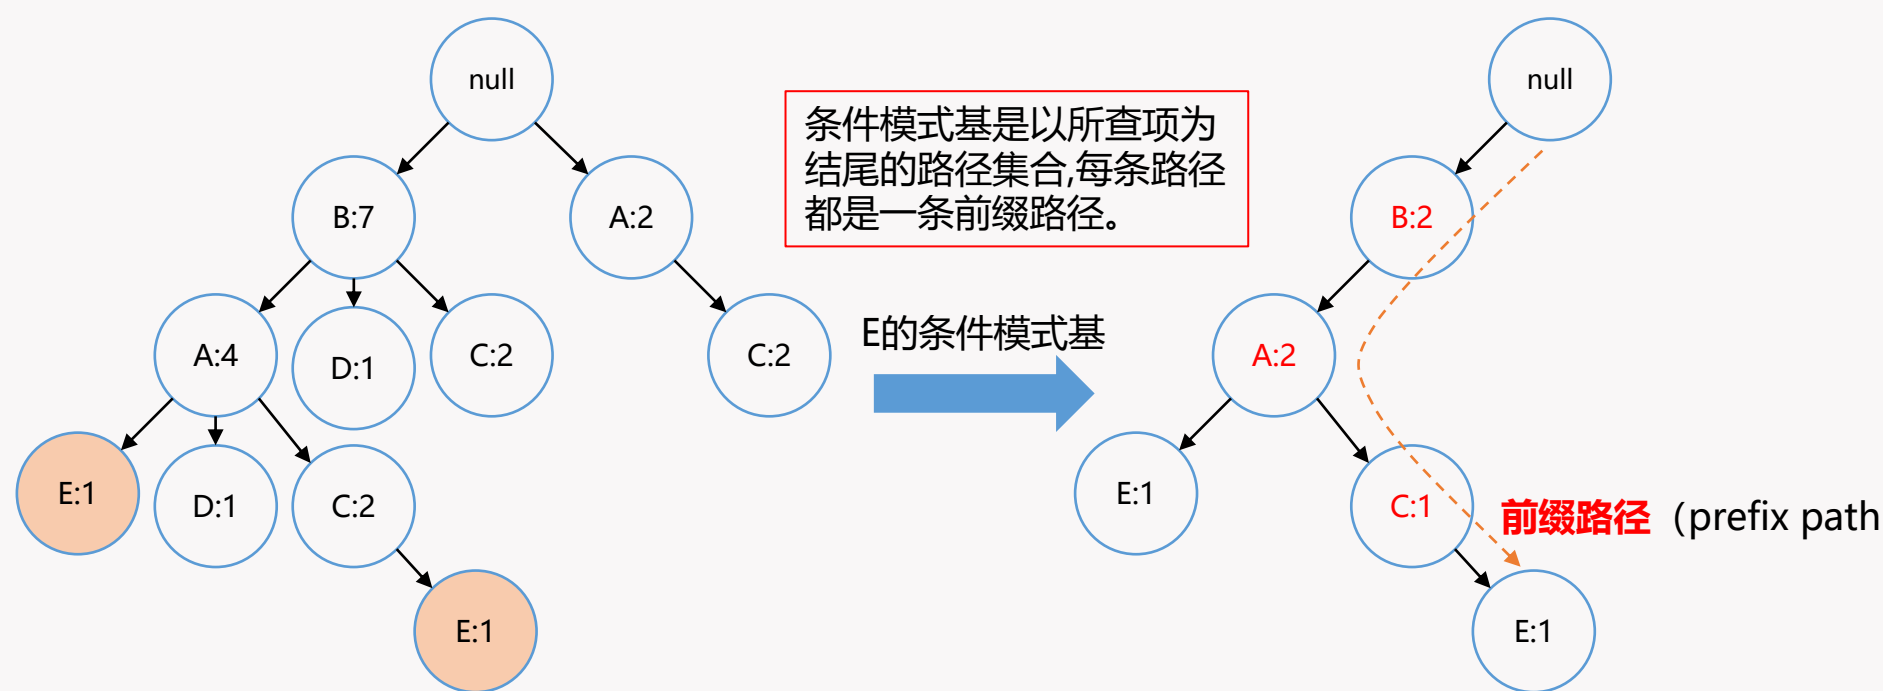 null
null
条件模式基是以所查项为
结尾的路径集合,每条路径
都是一条前缀路径。
B:7
A:2
B:2
E的条件模式基
A:4
D:1
C:2
C:2
A:2
E:1
D:1
C:2
E:1
C:1
前缀路径（prefix path
E:1
E:1